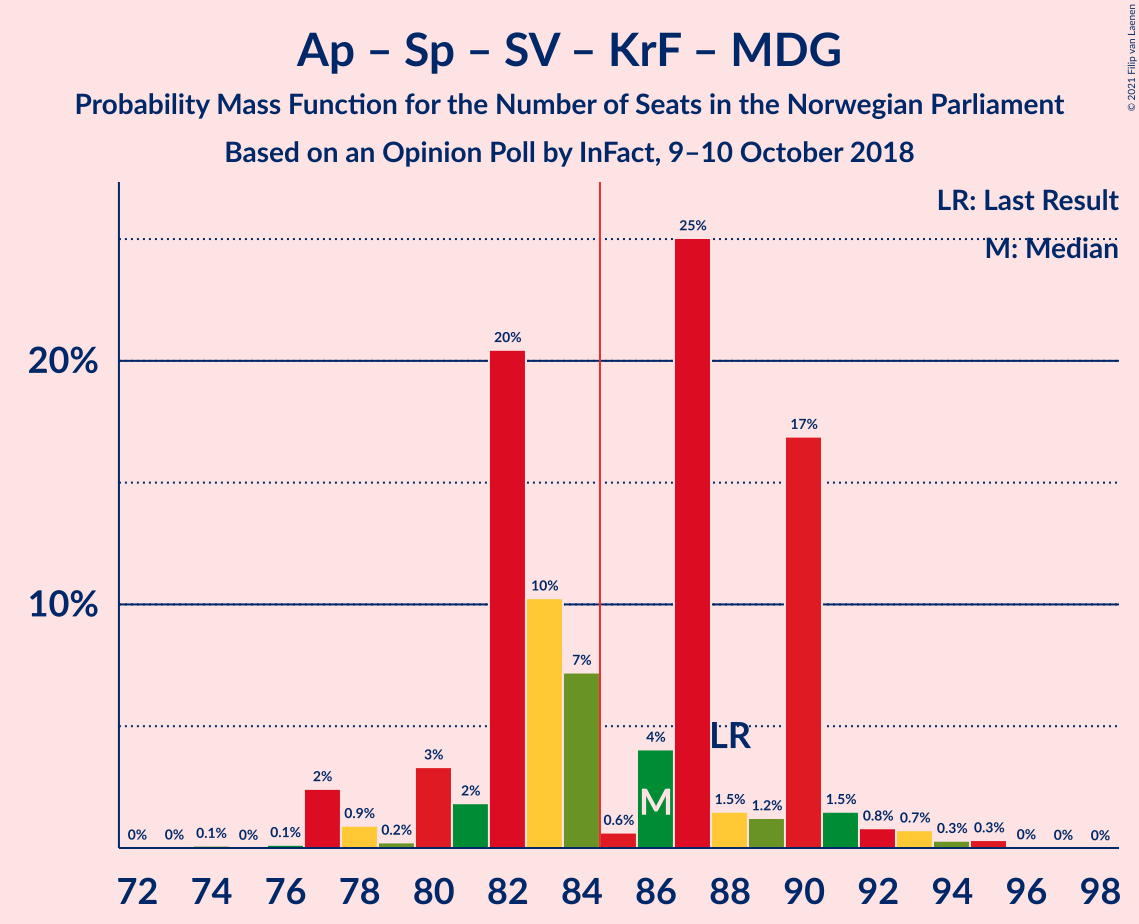 Ap – Sp – SV – KrF – MDG
Probability Mass Function for the Number of Seats in the Norwegian Parliament
Based on an Opinion Poll by InFact, 9–10 October 2018
© 2021 Filip van Laenen
LR: Last Result
M: Median
20%
10%
0% 0% 0.1% 0% 0.1% 2% 0.9% 0.2% 3% 2% 20% 10% 7% 0.6% 4% 25% 1.5% 1.2% 17% 1.5% 0.8% 0.7% 0.3% 0.3% 0% 0% 0%
LR
M
72 74 76 78 80 82 84 86 88 90 92 94 96 98